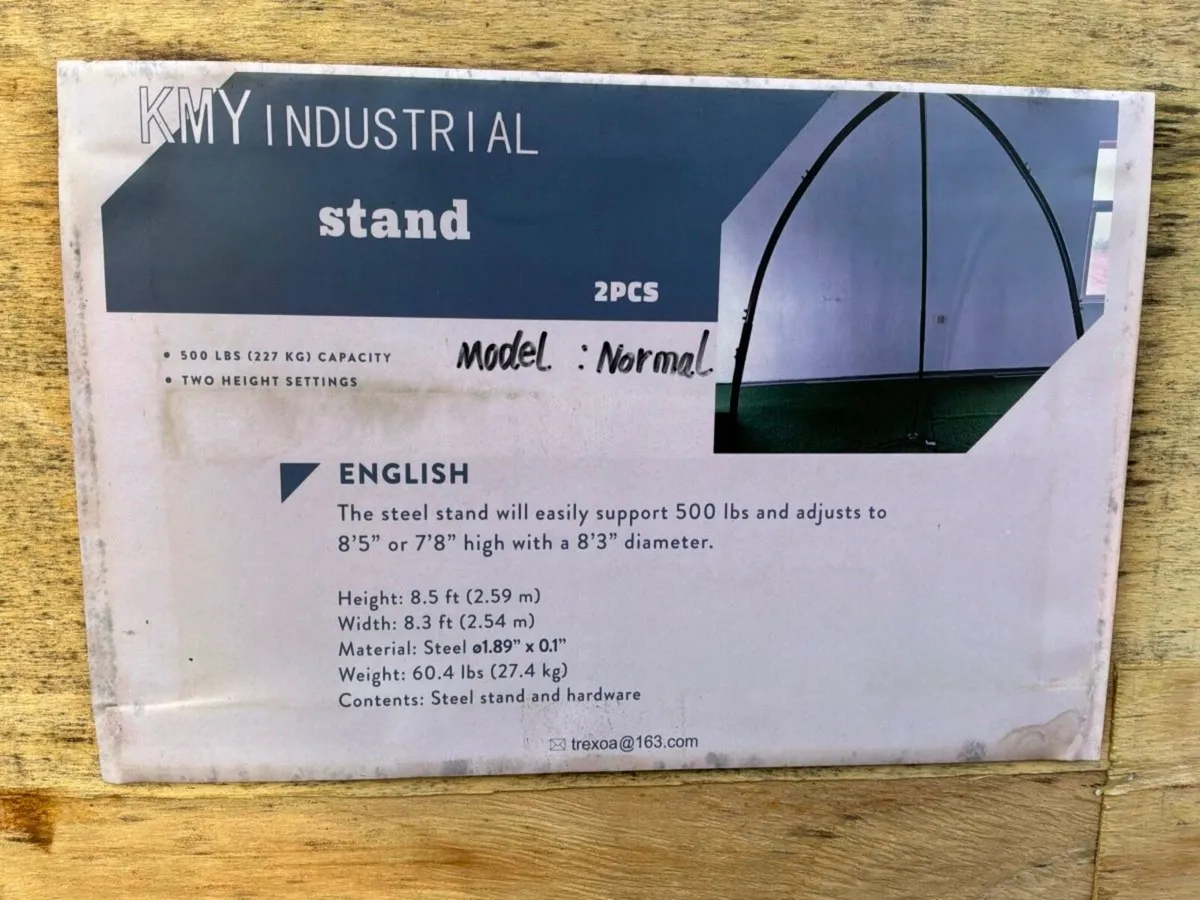 KMY INDUSTRIAL
stand
2PCS
• 500 LBS (227 KG) CAPACITY
• TWO HEIGHT SETTINGS
Model : Normal
ENGLISH
The steel stand will easily support 500 lbs and adjusts to
8'5" or 7'8" high with a 8'3" diameter.
Height: 8.5 ft (2.59 m)
Width: 8.3 ft (2.54 m)
Material: Steel ø1.89" x 0.1"
Weight: 60.4 lbs (27.4 kg)
Contents: Steel stand and hardware
trexoa@163.com